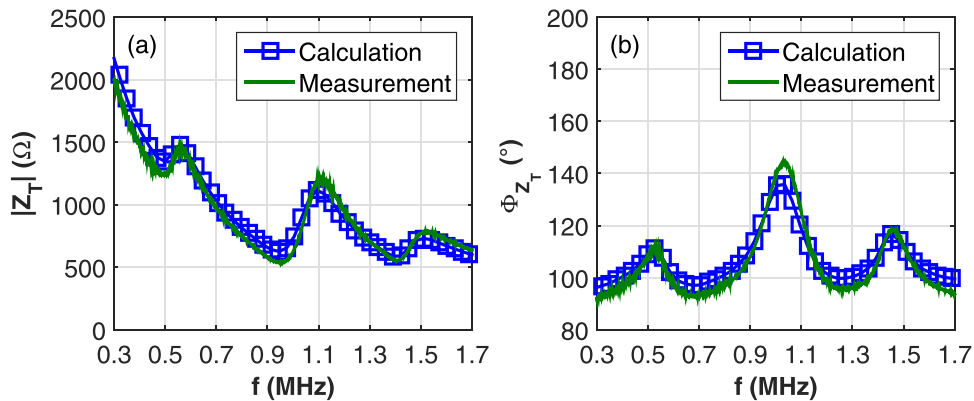 2500
2000
1500
1000
500
0
|Z_T| (Ω)
(a)
Calculation
Measurement
0.3 0.5 0.7 0.9 1.1 1.3 1.5 1.7
f (MHz)
200
180
160
140
120
100
80
Φ_Z_T (°)
(b)
Calculation
Measurement
0.3 0.5 0.7 0.9 1.1 1.3 1.5 1.7
f (MHz)